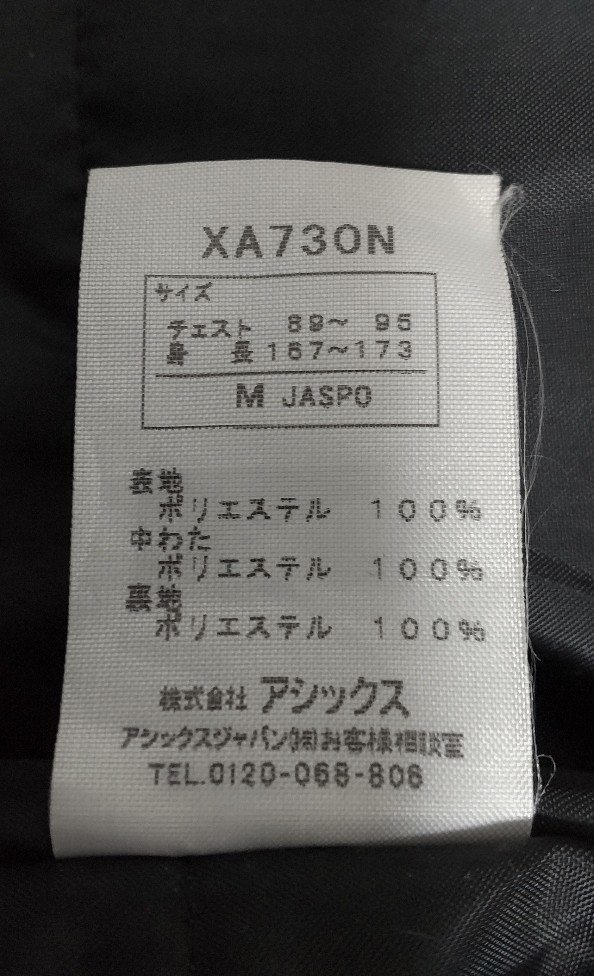 XA730N
サイズ
チェスト 89～ 95
身 長 167～173
M JASPO
表地
ポリエステル 100%
中わた
ポリエステル 100%
裏地
ポリエステル 100%
株式会社 アシックス
アシックスジャパン(株)お客様相談室
TEL.0120-068-806